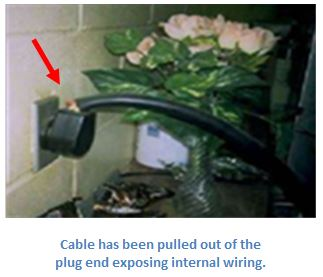 Cable has been pulled out of the
plug end exposing internal wiring.